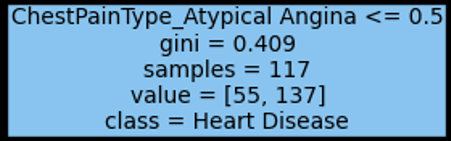 ChestPainType_Atypical Angina <= 0.5
gini = 0.409
samples = 117
value = [55, 137]
class = Heart Disease